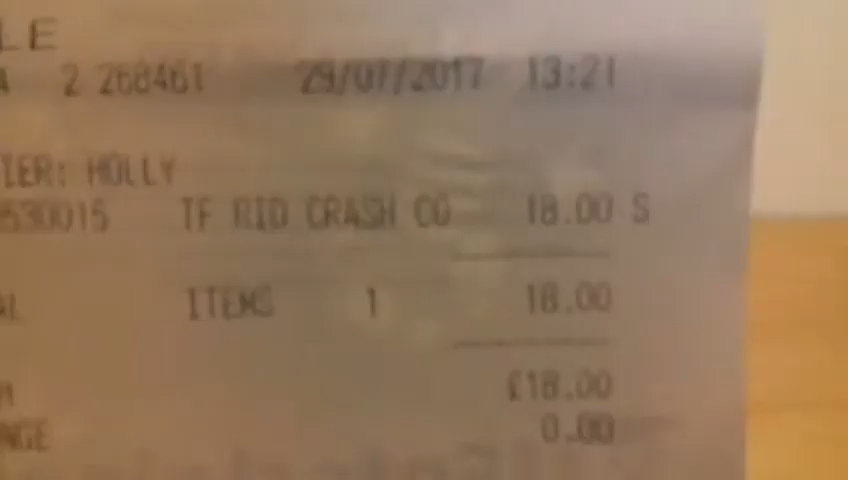 LE
2 268461 29/07/2017 13:21
IER: HOLLY
530015 TF RID CRASH CO 18.00 S
AL ITEMS 1 18.00
£18.00
NGE 0.00